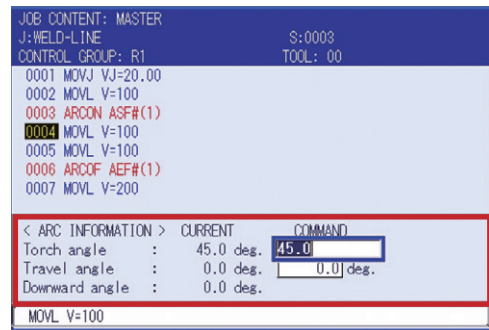 JOB CONTENT: MASTER
J:WELD-LINE S:0003
CONTROL GROUP: R1 TOOL: 00
0001 MOVJ VJ=20.00
0002 MOVL V=100
0003 ARCON ASF#(1)
0004 MOVL V=100
0005 MOVL V=100
0006 ARCOF AEF#(1)
0007 MOVL V=200
< ARC INFORMATION > CURRENT COMMAND
Torch angle : 45.0 deg. 45.0
Travel angle : 0.0 deg. 0.0 deg.
Downward angle : 0.0 deg.
MOVL V=100